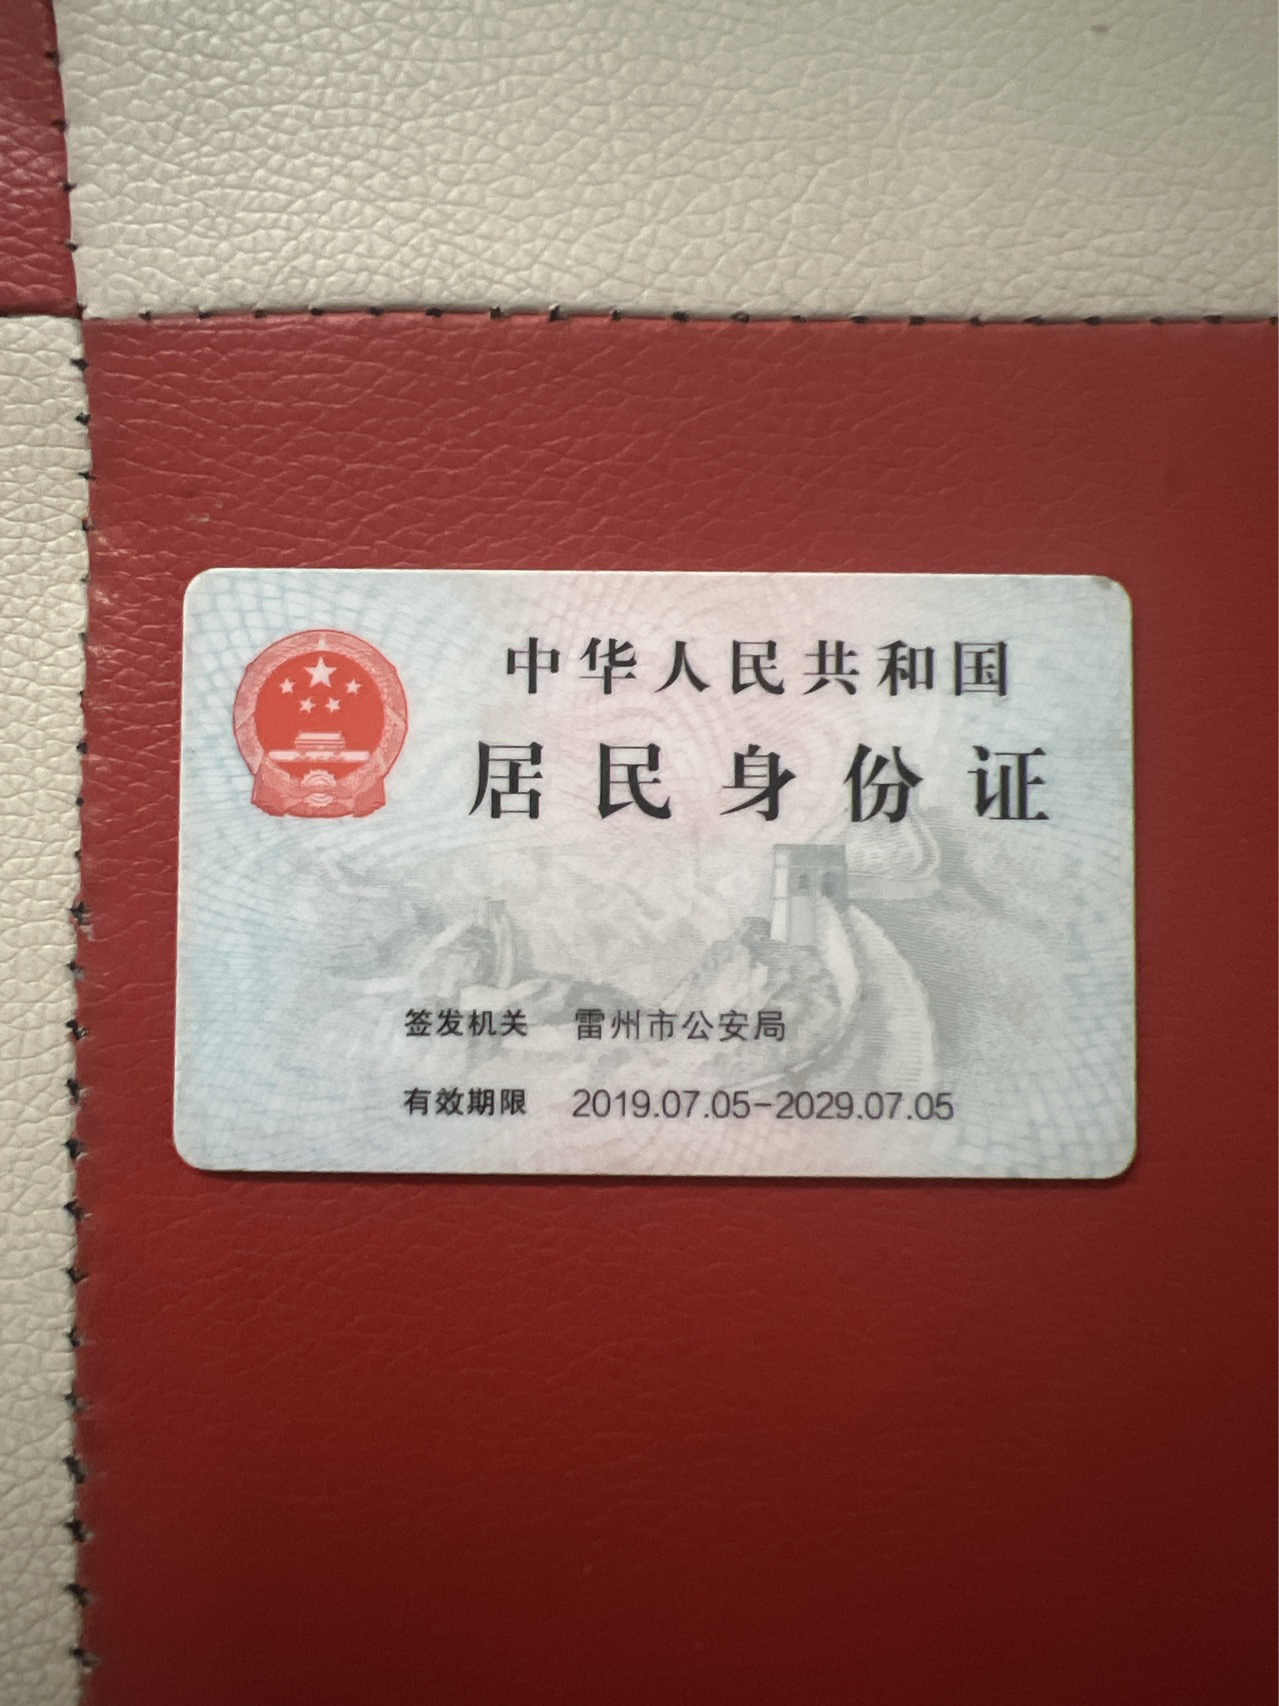 中华人民共和国
居民身份证
签发机关 雷州市公安局
有效期限 2019.07.05-2029.07.05